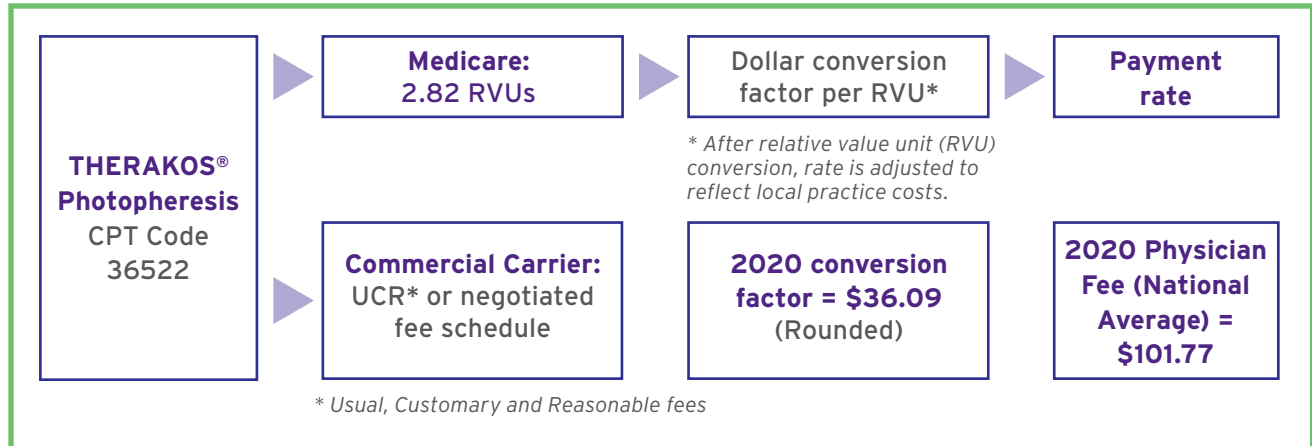 THERAKOS®
Photopheresis
CPT Code
36522
Medicare:
2.82 RVUs
Dollar conversion
factor per RVU*
Payment
rate
* After relative value unit (RVU)
conversion, rate is adjusted to
reflect local practice costs.
Commercial Carrier:
UCR* or negotiated
fee schedule
2020 conversion
factor = $36.09
(Rounded)
2020 Physician
Fee (National
Average) =
$101.77
* Usual, Customary and Reasonable fees